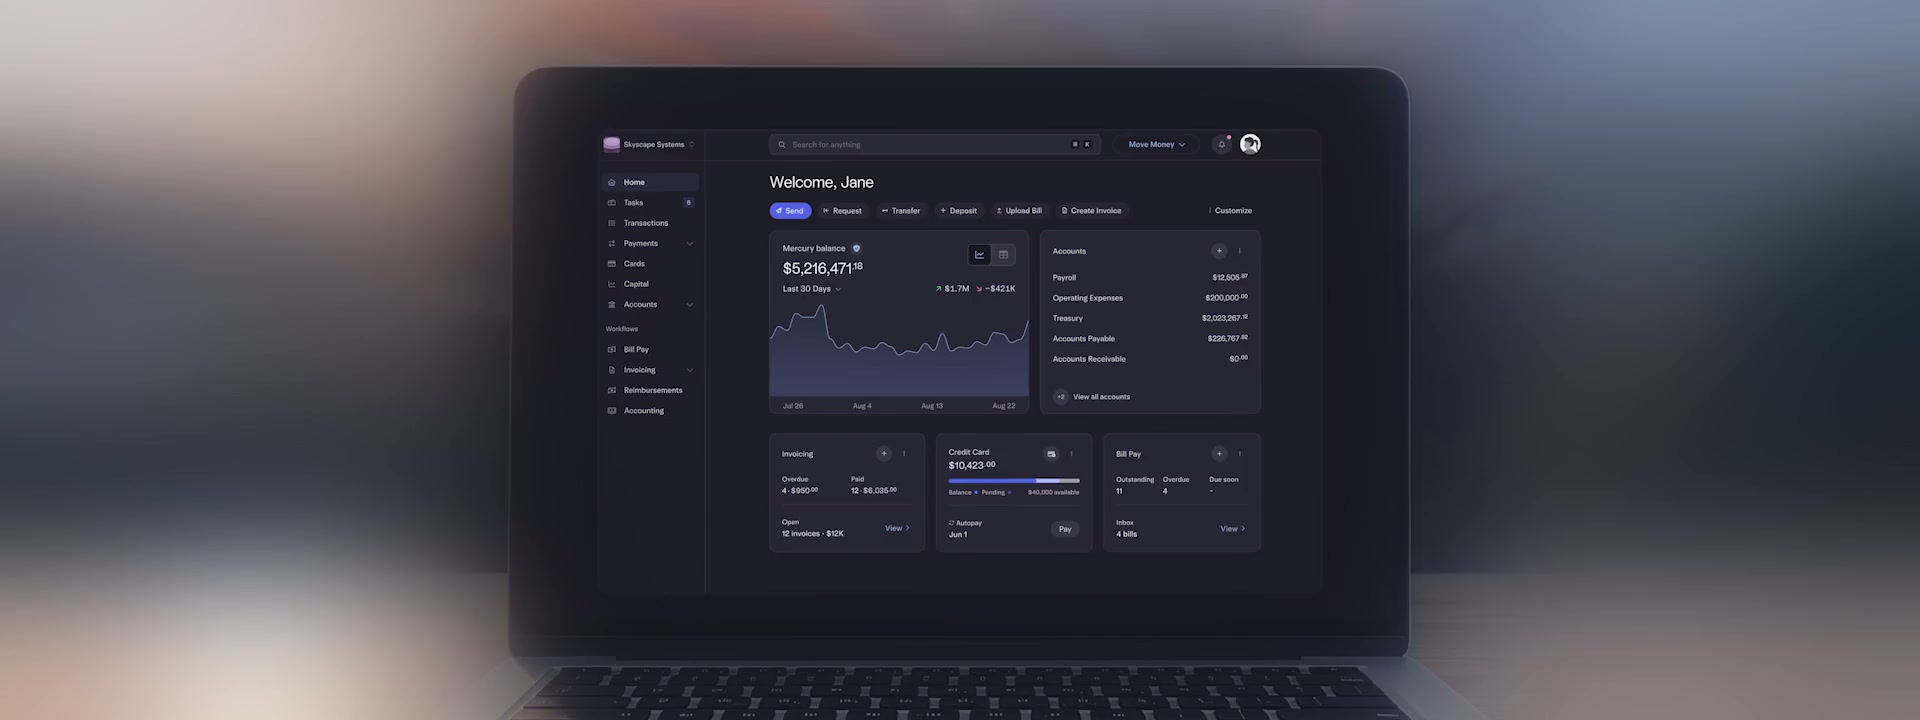 Skyscape Systems
Search for anything
⌘ K
Move Money
Home
Tasks 6
Transactions
Payments
Cards
Capital
Accounts
Workflows
Bill Pay
Invoicing
Reimbursements
Accounting
Welcome, Jane
Send Request Transfer Deposit Upload Bill Create Invoice Customize
Mercury balance
$5,216,471.18
Last 30 Days $1.7M −$421K
Jul 26 Aug 4 Aug 13 Aug 22
Accounts
Payroll $12,505.87
Operating Expenses $200,000.00
Treasury $2,023,267.12
Accounts Payable $226,767.82
Accounts Receivable $0.00
+2 View all accounts
Invoicing
Overdue Paid
4 · $950.00 12 · $6,035.00
Open
12 invoices · $12K View
Credit Card
$10,423.00
Balance Pending $40,000 available
Autopay
Jun 1 Pay
Bill Pay
Outstanding Overdue Due soon
11 4 -
Inbox
4 bills View